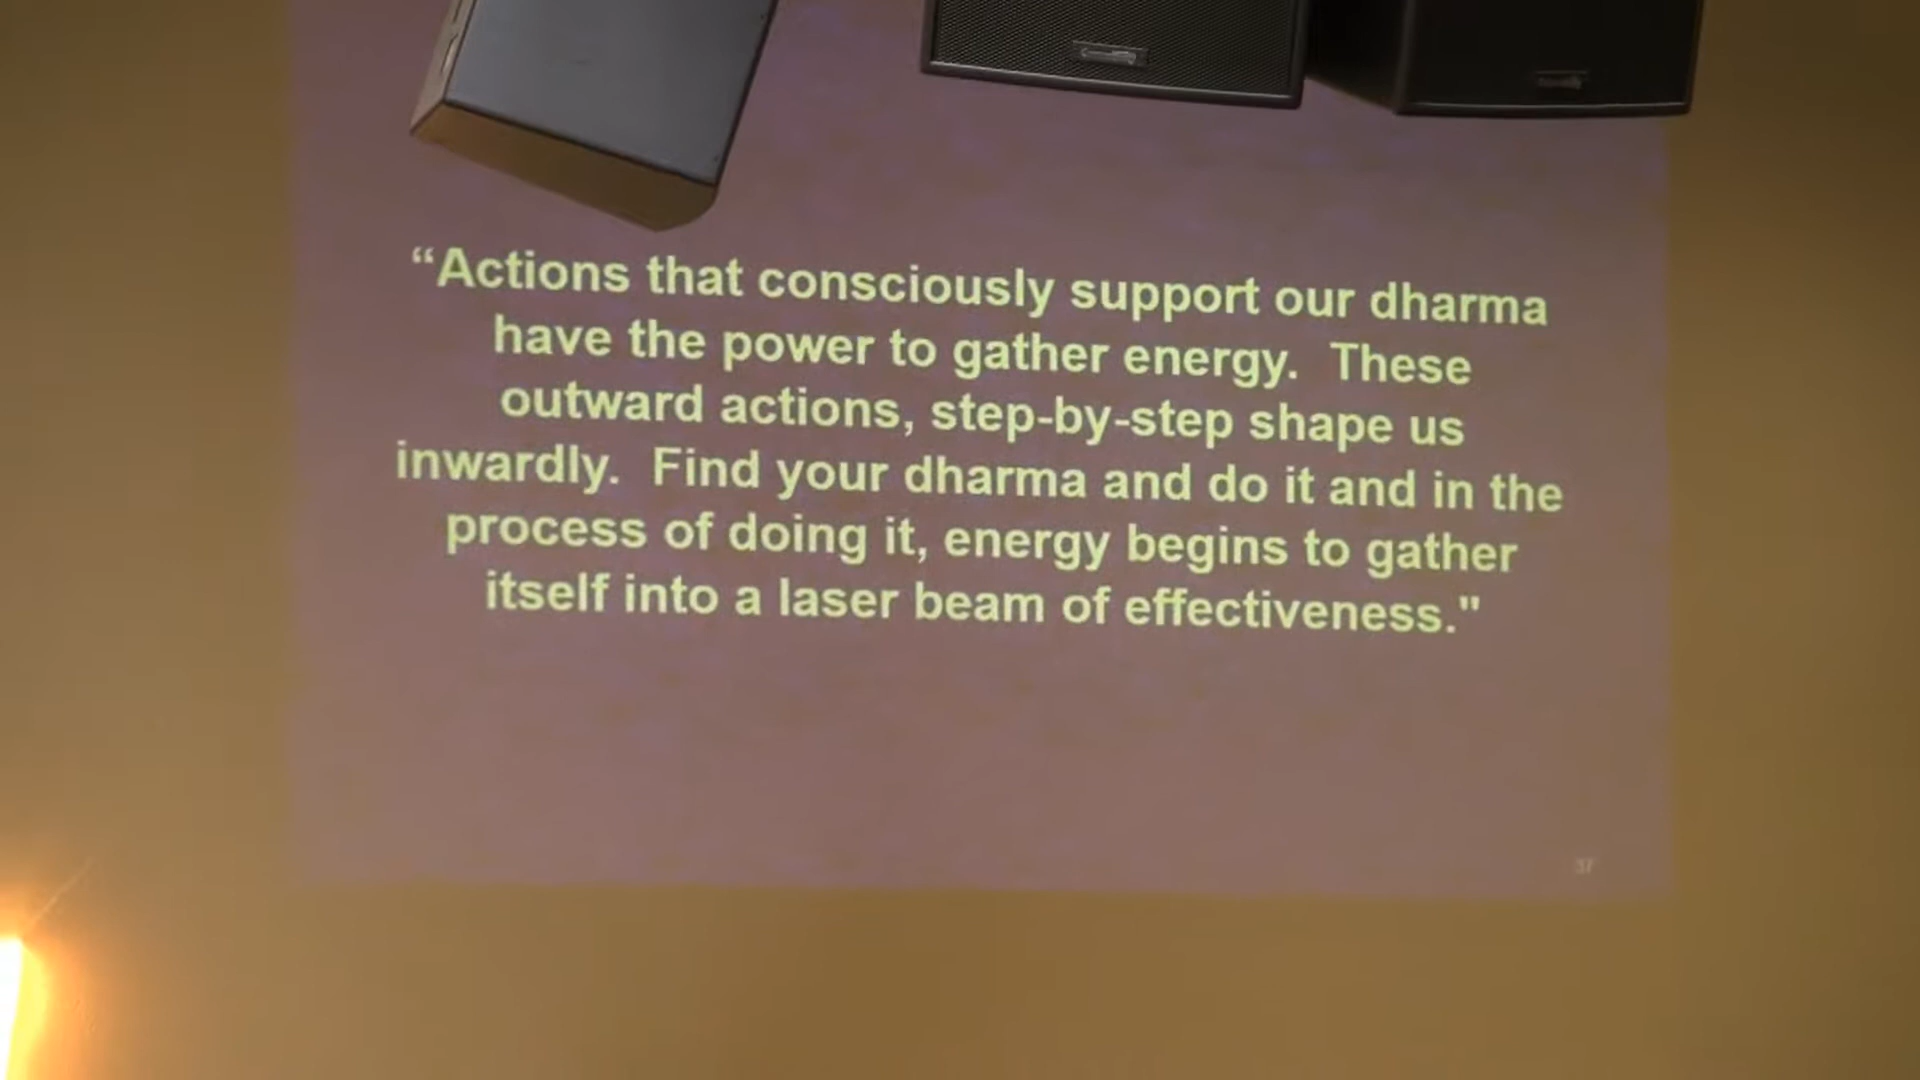 “Actions that consciously support our dharma
have the power to gather energy.  These
outward actions, step-by-step shape us
inwardly.  Find your dharma and do it and in the
process of doing it, energy begins to gather
itself into a laser beam of effectiveness."
37